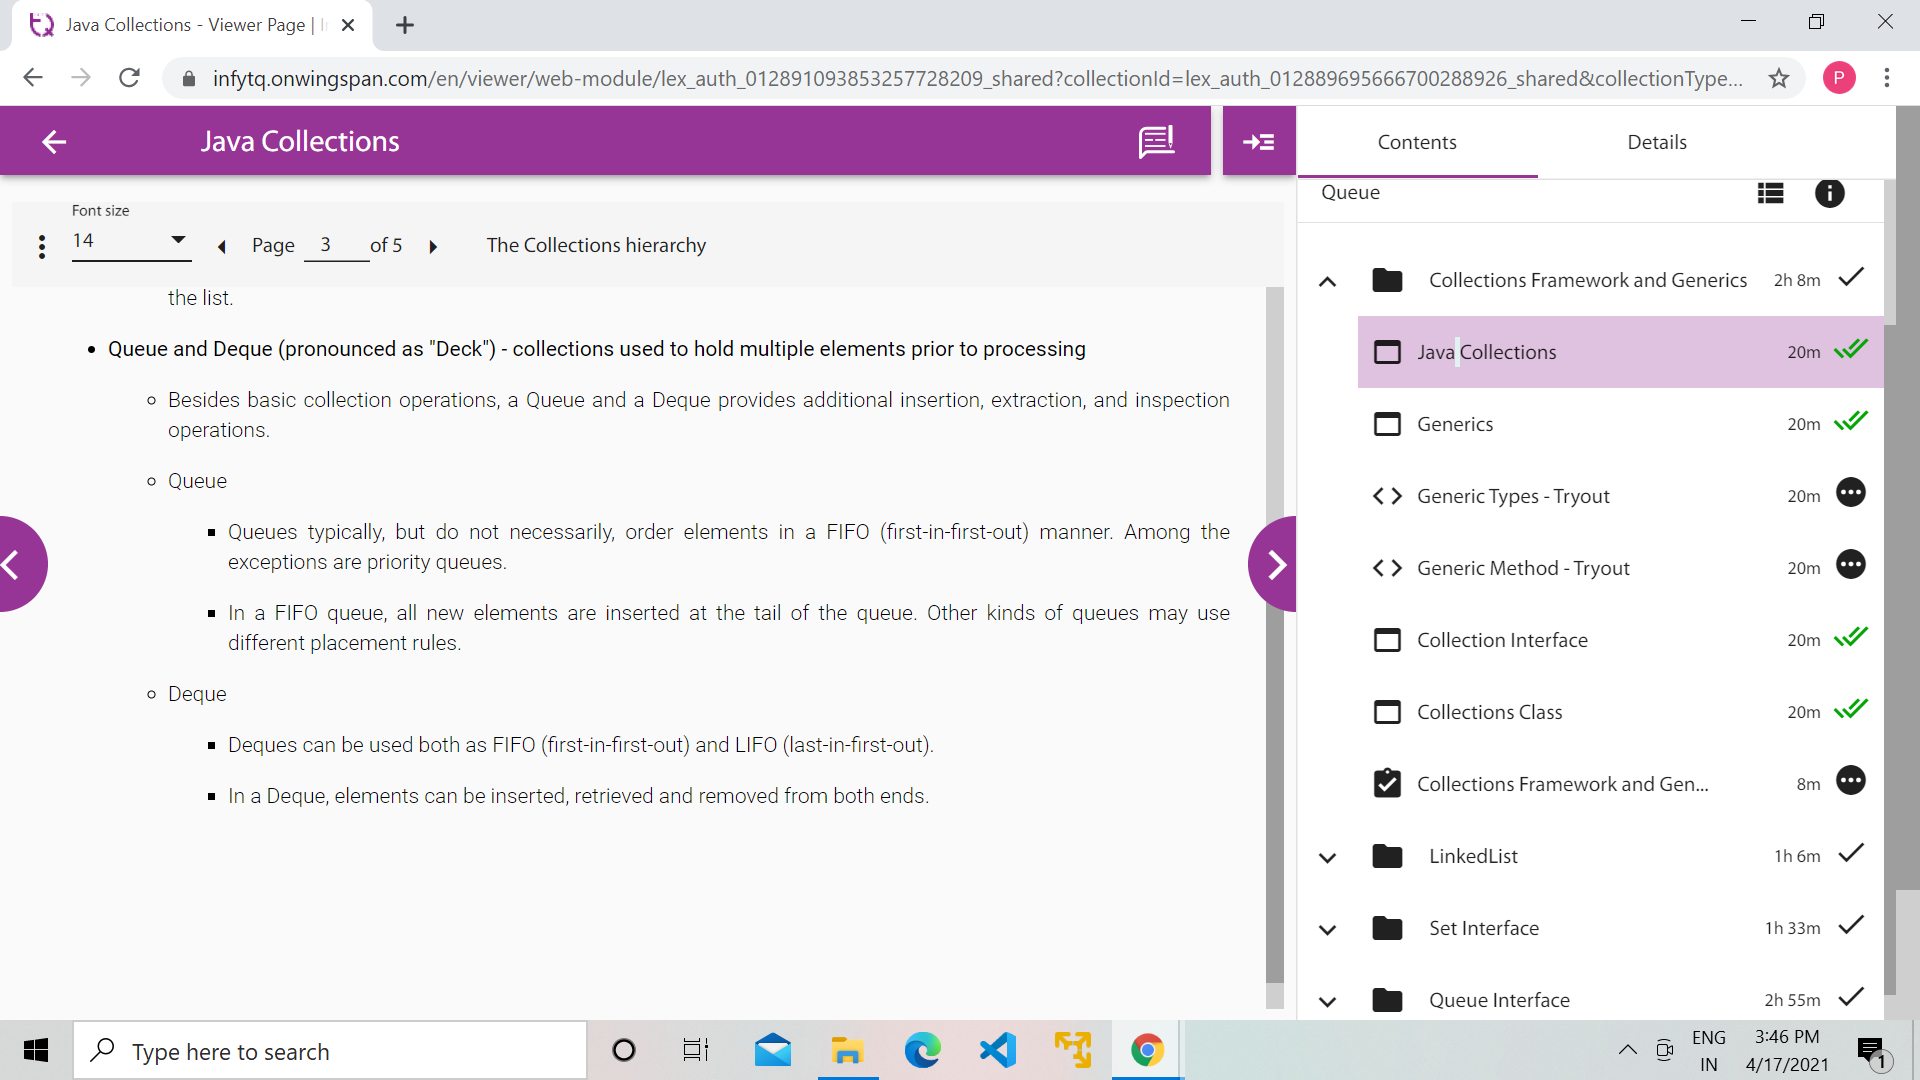 Java Collections - Viewer Page |
infytq.onwingspan.com/en/viewer/web-module/lex_auth_012891093853257728209_shared?collectionId=lex_auth_012889695666700288926_shared&collectionType...
P
Java Collections
Contents
Details
Queue
Font size
14
Page 3 of 5
The Collections hierarchy
the list.
Queue and Deque (pronounced as "Deck") - collections used to hold multiple elements prior to processing
Besides basic collection operations, a Queue and a Deque provides additional insertion, extraction, and inspection
operations.
Queue
Queues typically, but do not necessarily, order elements in a FIFO (first-in-first-out) manner. Among the
exceptions are priority queues.
In a FIFO queue, all new elements are inserted at the tail of the queue. Other kinds of queues may use
different placement rules.
Deque
Deques can be used both as FIFO (first-in-first-out) and LIFO (last-in-first-out).
In a Deque, elements can be inserted, retrieved and removed from both ends.
Collections Framework and Generics 2h 8m
Java Collections 20m
Generics 20m
Generic Types - Tryout 20m
Generic Method - Tryout 20m
Collection Interface 20m
Collections Class 20m
Collections Framework and Gen... 8m
LinkedList 1h 6m
Set Interface 1h 33m
Queue Interface 2h 55m
Type here to search
ENG
IN
3:46 PM
4/17/2021
1